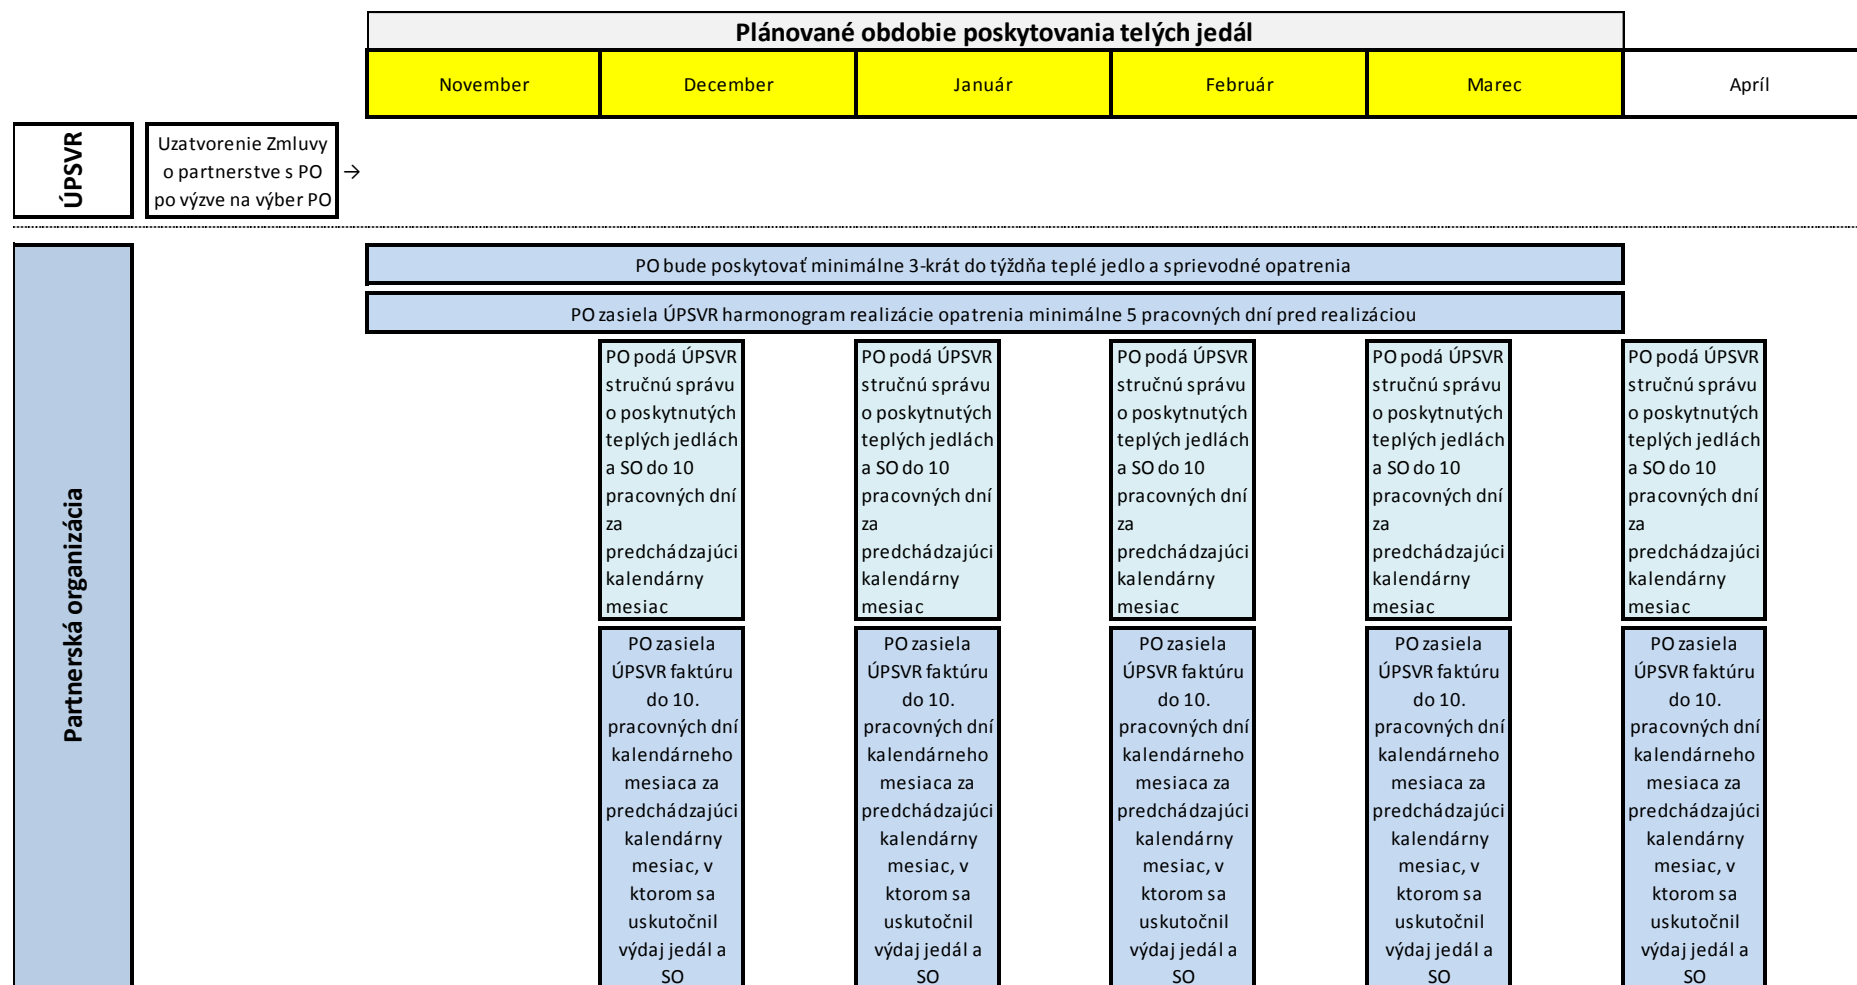 Plánované obdobie poskytovania telých jedál
November
December
Január
Február
Marec
Apríl
ÚPSVR
Uzatvorenie Zmluvy
o partnerstve s PO
po výzve na výber PO
→
Partnerská organizácia
PO bude poskytovať minimálne 3-krát do týždňa teplé jedlo a sprievodné opatrenia
PO zasiela ÚPSVR harmonogram realizácie opatrenia minimálne 5 pracovných dní pred realizáciou
PO podá ÚPSVR
stručnú správu
o poskytnutých
teplých jedlách
a SO do 10
pracovných dní
za
predchádzajúci
kalendárny
mesiac
PO podá ÚPSVR
stručnú správu
o poskytnutých
teplých jedlách
a SO do 10
pracovných dní
za
predchádzajúci
kalendárny
mesiac
PO podá ÚPSVR
stručnú správu
o poskytnutých
teplých jedlách
a SO do 10
pracovných dní
za
predchádzajúci
kalendárny
mesiac
PO podá ÚPSVR
stručnú správu
o poskytnutých
teplých jedlách
a SO do 10
pracovných dní
za
predchádzajúci
kalendárny
mesiac
PO podá ÚPSVR
stručnú správu
o poskytnutých
teplých jedlách
a SO do 10
pracovných dní
za
predchádzajúci
kalendárny
mesiac
PO zasiela
ÚPSVR faktúru
do 10.
pracovných dní
kalendárneho
mesiaca za
predchádzajúci
kalendárny
mesiac, v
ktorom sa
uskutočnil
výdaj jedál a
SO
PO zasiela
ÚPSVR faktúru
do 10.
pracovných dní
kalendárneho
mesiaca za
predchádzajúci
kalendárny
mesiac, v
ktorom sa
uskutočnil
výdaj jedál a
SO
PO zasiela
ÚPSVR faktúru
do 10.
pracovných dní
kalendárneho
mesiaca za
predchádzajúci
kalendárny
mesiac, v
ktorom sa
uskutočnil
výdaj jedál a
SO
PO zasiela
ÚPSVR faktúru
do 10.
pracovných dní
kalendárneho
mesiaca za
predchádzajúci
kalendárny
mesiac, v
ktorom sa
uskutočnil
výdaj jedál a
SO
PO zasiela
ÚPSVR faktúru
do 10.
pracovných dní
kalendárneho
mesiaca za
predchádzajúci
kalendárny
mesiac, v
ktorom sa
uskutočnil
výdaj jedál a
SO